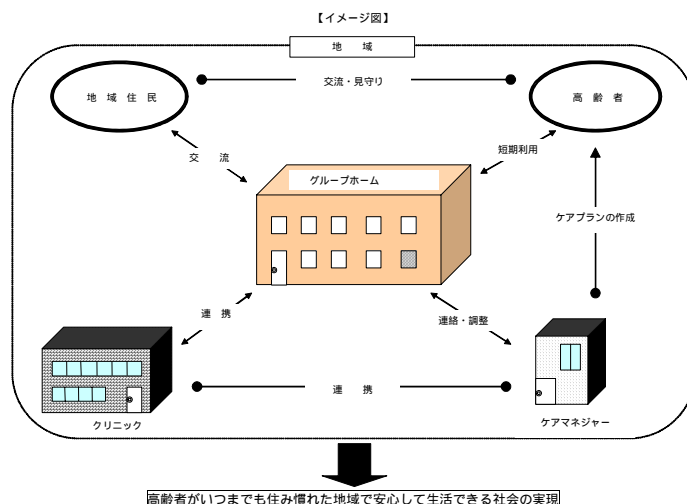 【イメージ図】
地　域
地　域　住　民
交流・見守り
高　齢　者
交　流
短期利用
グループホーム
ケアプランの作成
連　携
連絡・調整
クリニック
連　携
ケアマネジャー
高齢者がいつまでも住み慣れた地域で安心して生活できる社会の実現